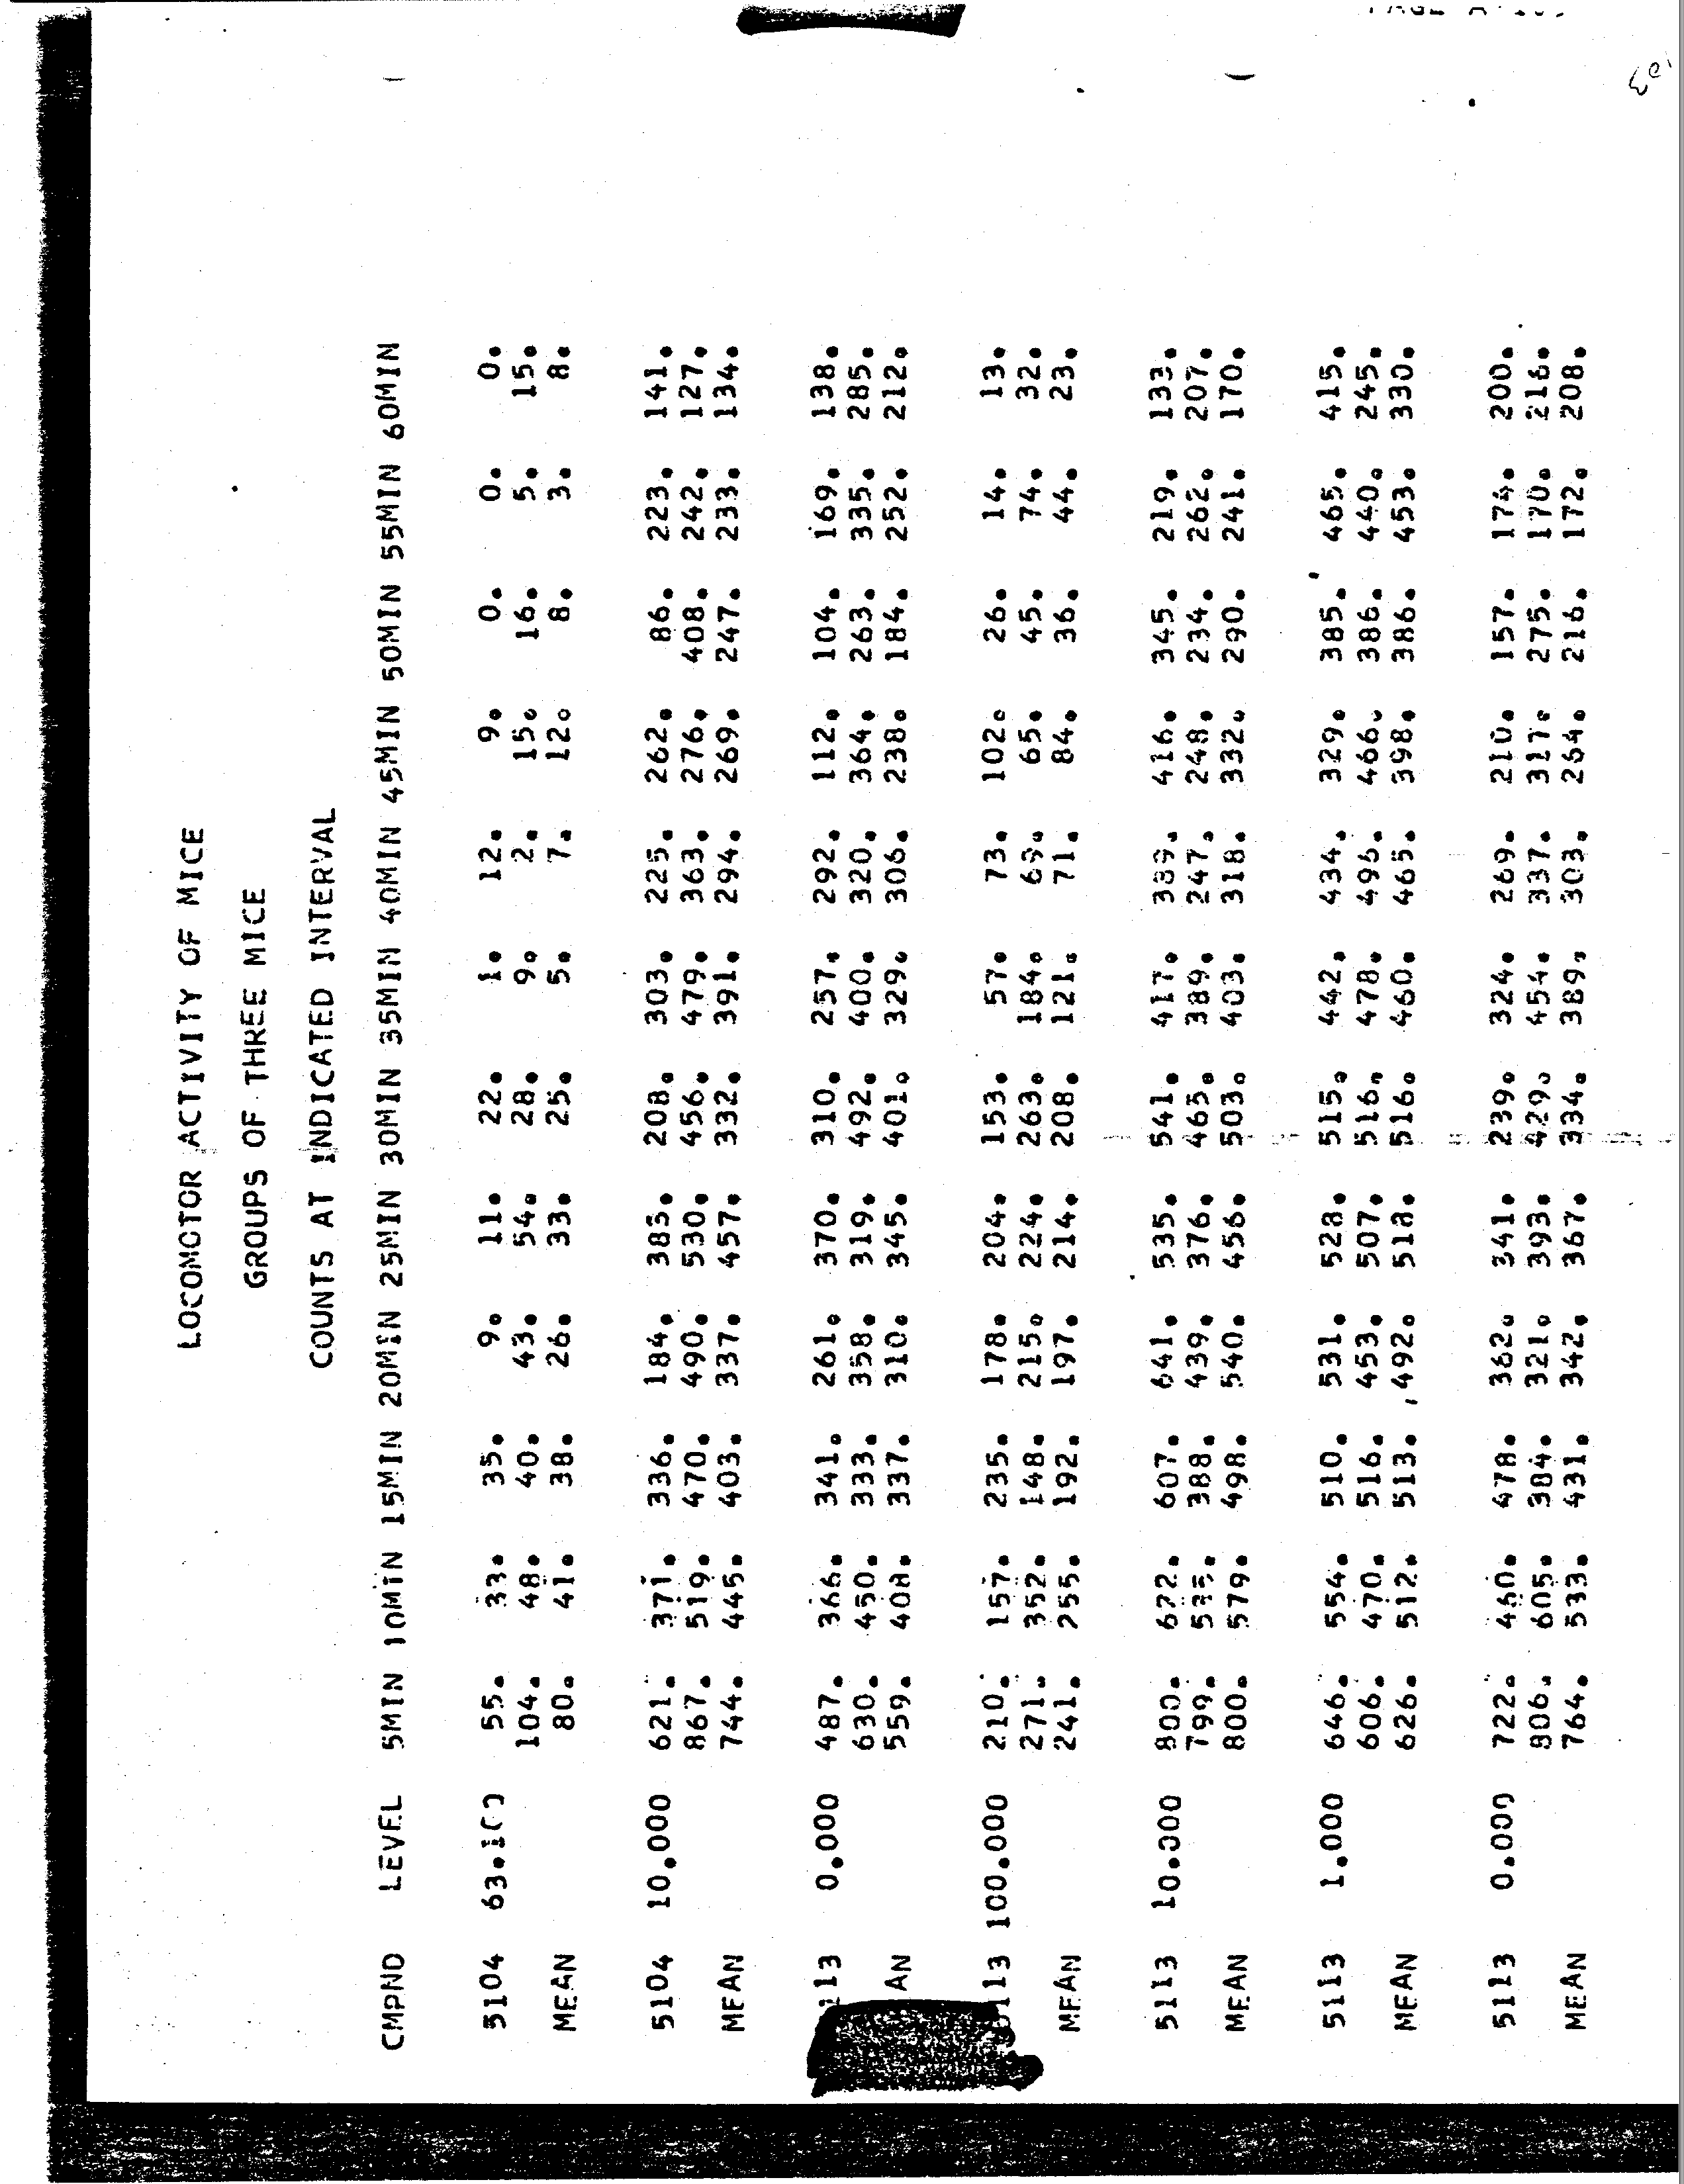 LOCOMOTOR ACTIVITY OF MICE
GROUPS OF THREE MICE
COUNTS AT INDICATED INTERVAL
CMPND LEVEL 5MIN 10MIN 15MIN 20MIN 25MIN 30MIN 35MIN 40MIN 45MIN 50MIN 55MIN 60MIN
5104 63.100 55. 33. 35. 9. 11. 22. 1. 12. 9. 0. 0. 0.
104. 48. 40. 43. 54. 28. 9. 2. 15. 16. 5. 15.
MEAN 80. 41. 38. 26. 33. 25. 5. 7. 12. 8. 3. 8.
5104 10.000 621. 371. 336. 184. 385. 208. 303. 225. 262. 86. 223. 141.
867. 519. 470. 490. 530. 456. 479. 363. 276. 408. 242. 127.
MEAN 744. 445. 403. 337. 457. 332. 391. 294. 269. 247. 233. 134.
113 0.000 487. 366. 341. 261. 370. 310. 257. 292. 112. 104. 169. 138.
630. 450. 333. 358. 319. 492. 400. 320. 364. 263. 335. 285.
AN 559. 408. 337. 310. 345. 401. 329. 306. 238. 184. 252. 212.
113 100.000 210. 157. 235. 178. 204. 153. 57. 73. 102. 26. 14. 13.
271. 352. 148. 215. 224. 263. 184. 69. 65. 45. 74. 32.
MEAN 241. 255. 192. 197. 214. 208. 121. 71. 84. 36. 44. 23.
5113 10.000 800. 622. 607. 641. 535. 541. 417. 389. 416. 345. 219. 133.
799. 535. 388. 439. 376. 465. 389. 247. 248. 234. 262. 207.
MEAN 800. 579. 498. 540. 456. 503. 403. 318. 332. 290. 241. 170.
5113 1.000 646. 554. 510. 531. 528. 515. 442. 434. 329. 385. 465. 415.
606. 470. 516. 453. 507. 516. 478. 495. 466. 386. 440. 245.
MEAN 626. 512. 513. 492. 518. 516. 460. 465. 398. 386. 453. 330.
5113 0.000 722. 460. 478. 362. 341. 239. 324. 269. 210. 157. 174. 200.
806. 605. 384. 321. 393. 429. 454. 337. 317. 275. 170. 216.
MEAN 764. 533. 431. 342. 367. 334. 389. 303. 264. 216. 172. 208.